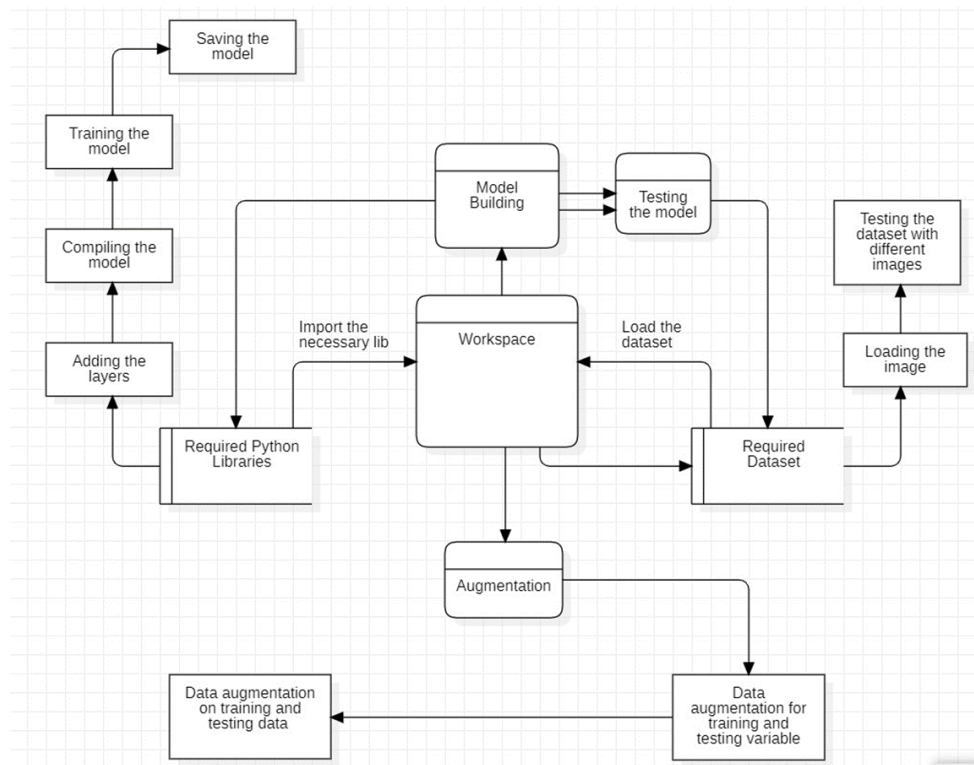 Saving the
model
Training the
model
Model
Building
Testing
the model
Testing the
dataset with
different
images
Compiling the
model
Import the
necessary lib
Workspace
Load the
dataset
Loading the
image
Adding the
layers
Required Python
Libraries
Required
Dataset
Augmentation
Data augmentation
on training and
testing data
Data
augmentation for
training and
testing variable